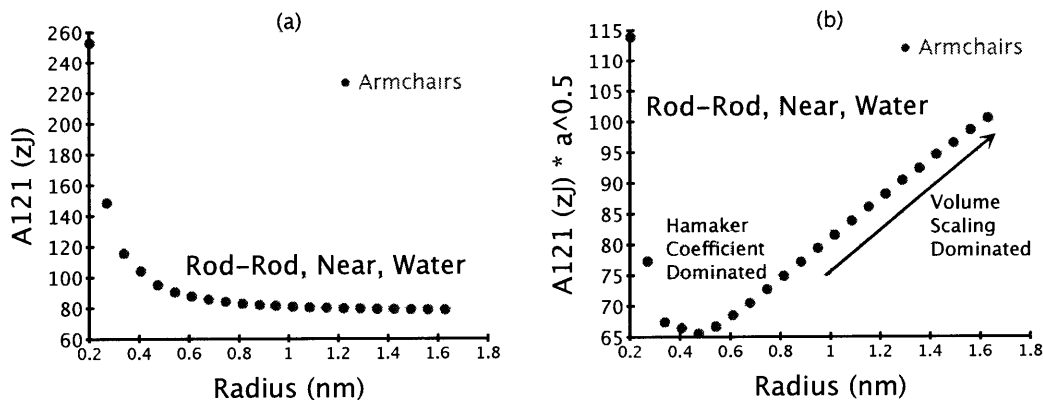 (a)
260
240
220
200
180
160
140
120
100
80
60
A121 (zJ)
Armchairs
Rod-Rod, Near, Water
0.2 0.4 0.6 0.8 1 1.2 1.4 1.6 1.8
Radius (nm)
(b)
115
110
105
100
95
90
85
80
75
70
65
A121 (zJ) * a^0.5
Armchairs
Rod-Rod, Near, Water
Hamaker
Coefficient
Dominated
Volume
Scaling
Dominated
0.2 0.4 0.6 0.8 1 1.2 1.4 1.6 1.8
Radius (nm)